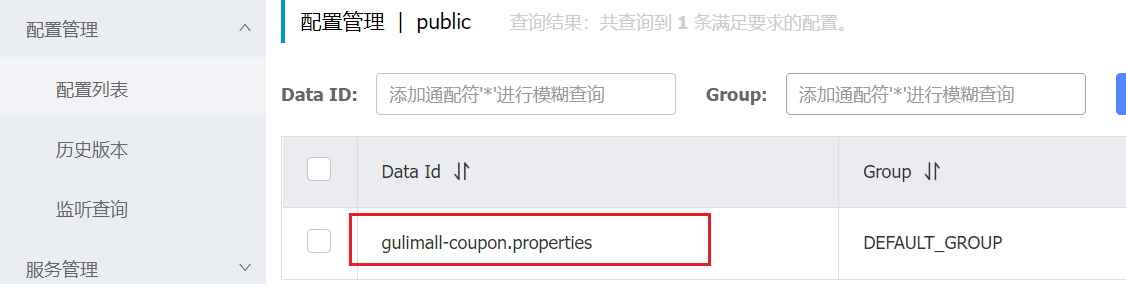 配置管理
配置列表
历史版本
监听查询
服务管理
配置管理 | public 查询结果：共查询到 1 条满足要求的配置。
Data ID: 添加通配符'*'进行模糊查询 Group: 添加通配符'*'进行模糊查询
Data Id Group
gulimall-coupon.properties DEFAULT_GROUP